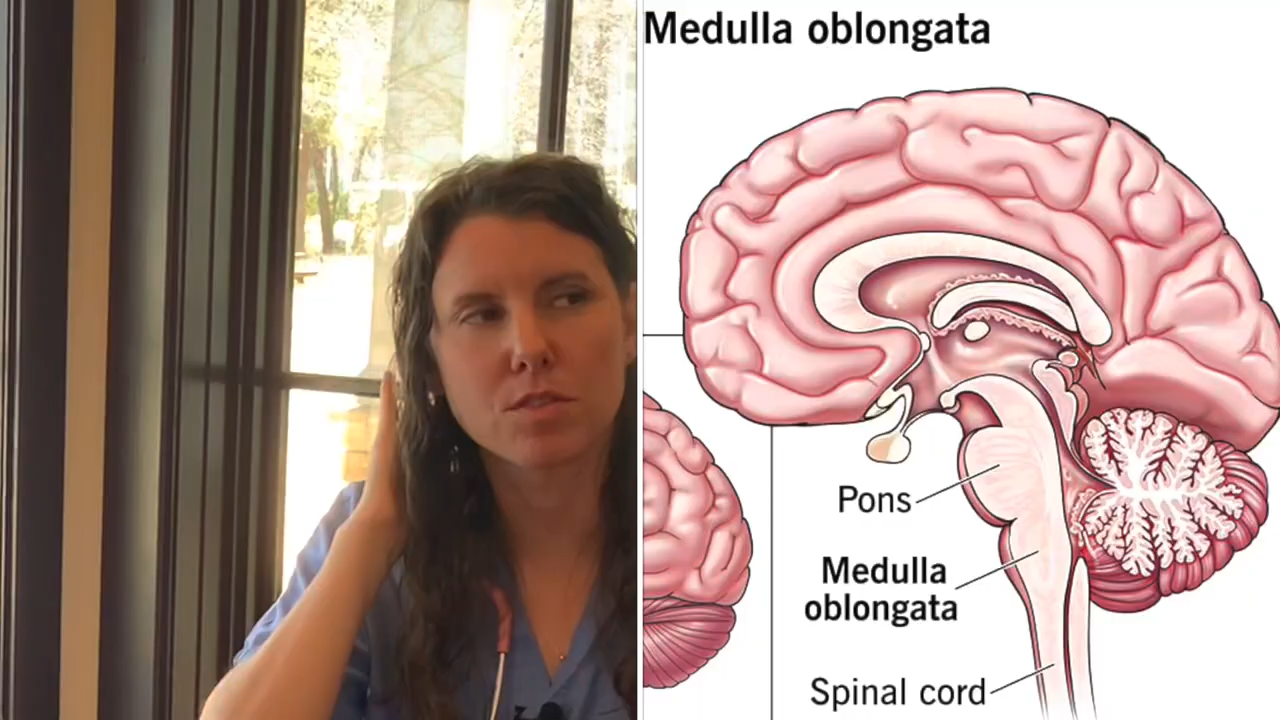 Medulla oblongata
Pons
Medulla
oblongata
Spinal cord